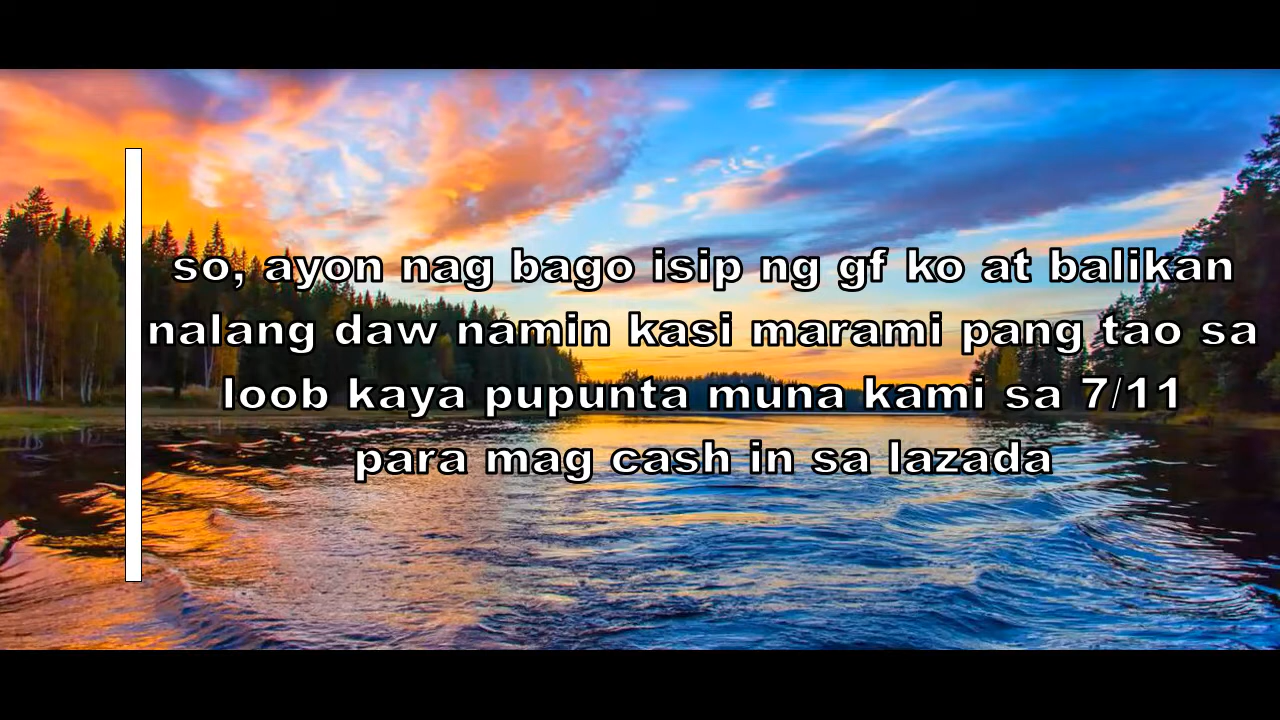 so, ayon nag bago isip ng gf ko at balikan
nalang daw namin kasi marami pang tao sa
loob kaya pupunta muna kami sa 7/11
para mag cash in sa lazada